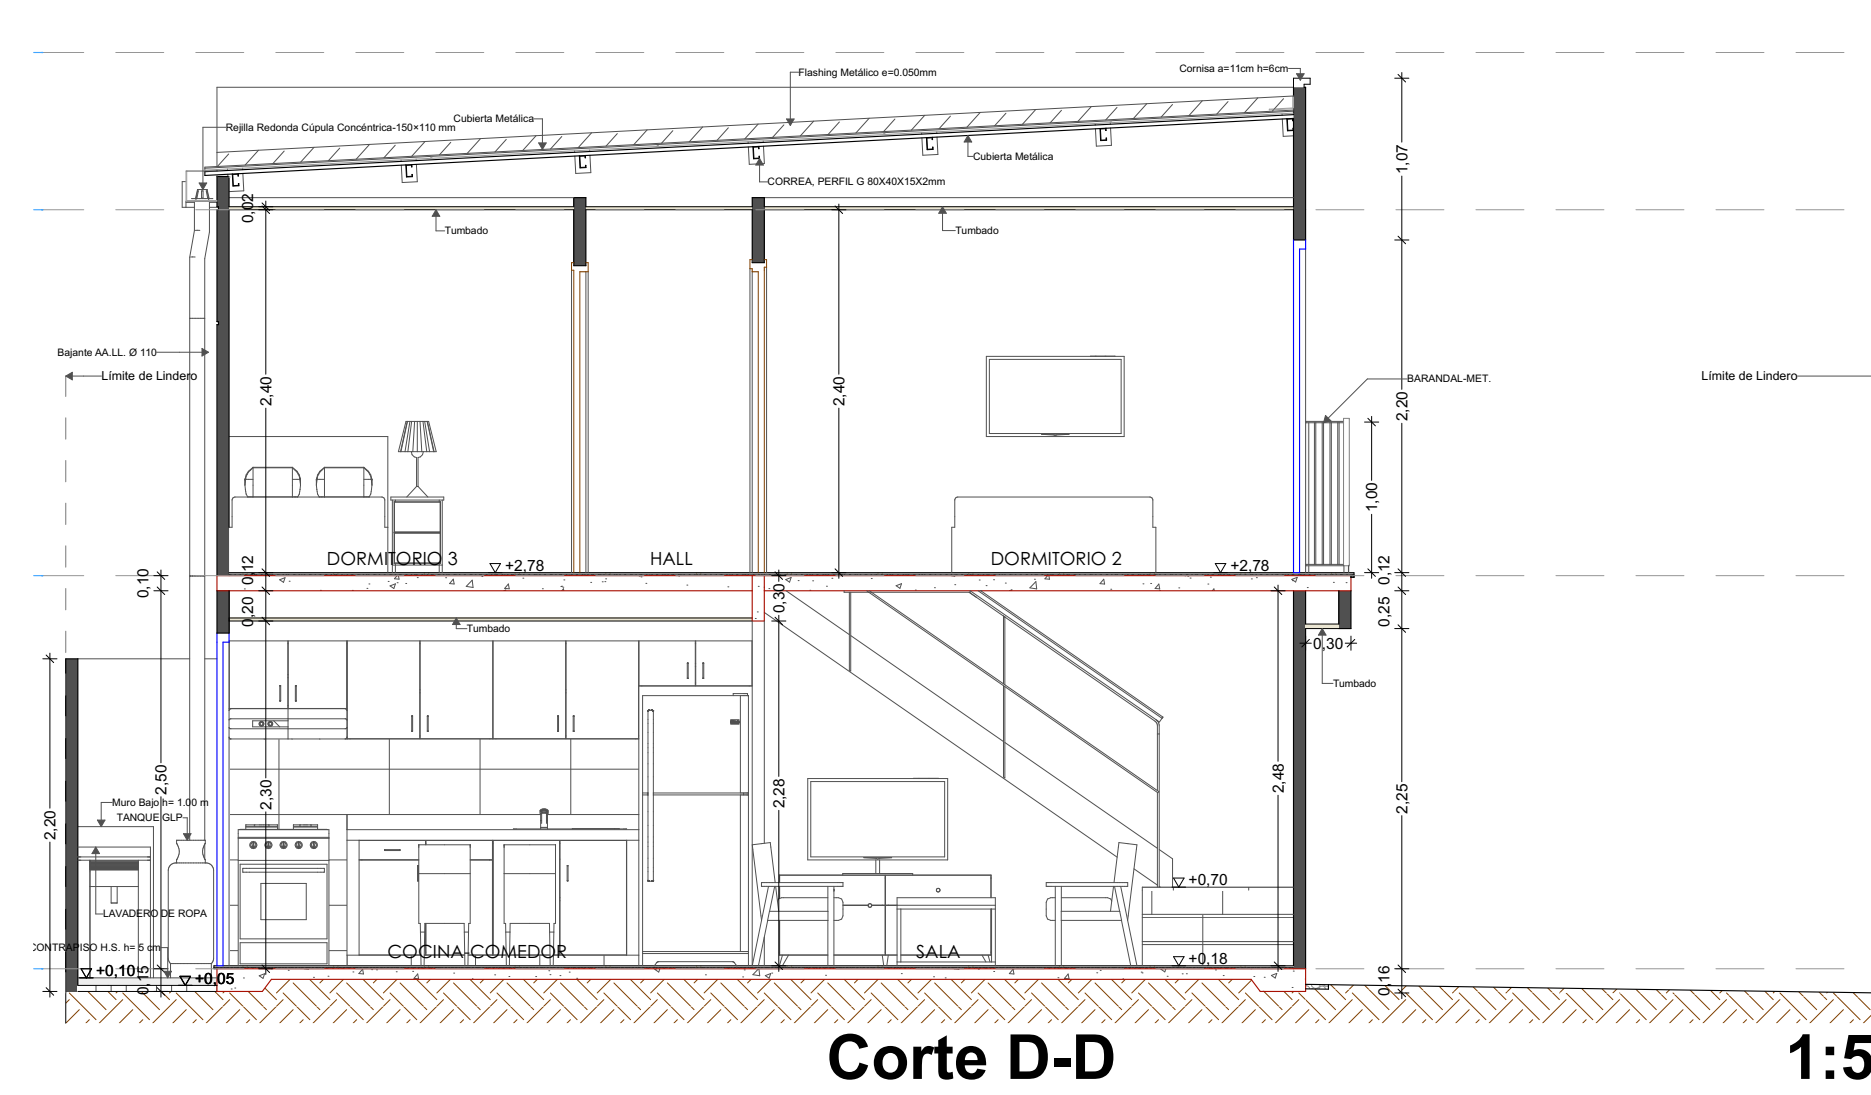 Flashing Metálico e=0.050mm
Cornisa a=11cm h=6cm
Cubierta Metálica
Rejilla Redonda Cúpula Concéntrica-150×110 mm
Cubierta Metálica
CORREA, PERFIL G 80X40X15X2mm
1,07
0,02
Tumbado
Tumbado
Bajante AA.LL. Ø 110
Límite de Lindero
2,40
2,40
BARANDAL-MET.
2,20
Límite de Lindero
1,00
DORMITORIO 3
+2,78
HALL
DORMITORIO 2
+2,78
0,10
0,12
0,12
0,20
0,30
0,25
Tumbado
0,30
Tumbado
2,50
2,30
2,28
2,48
2,25
2,20
Muro Bajo h= 1.00 m
TANQUE GLP
LAVADERO DE ROPA
+0,70
CONTRAPISO H.S. h= 5 cm
COCINA-COMEDOR
SALA
+0,18
+0,10
0,15
+0,05
0,16
Corte D-D
1:5